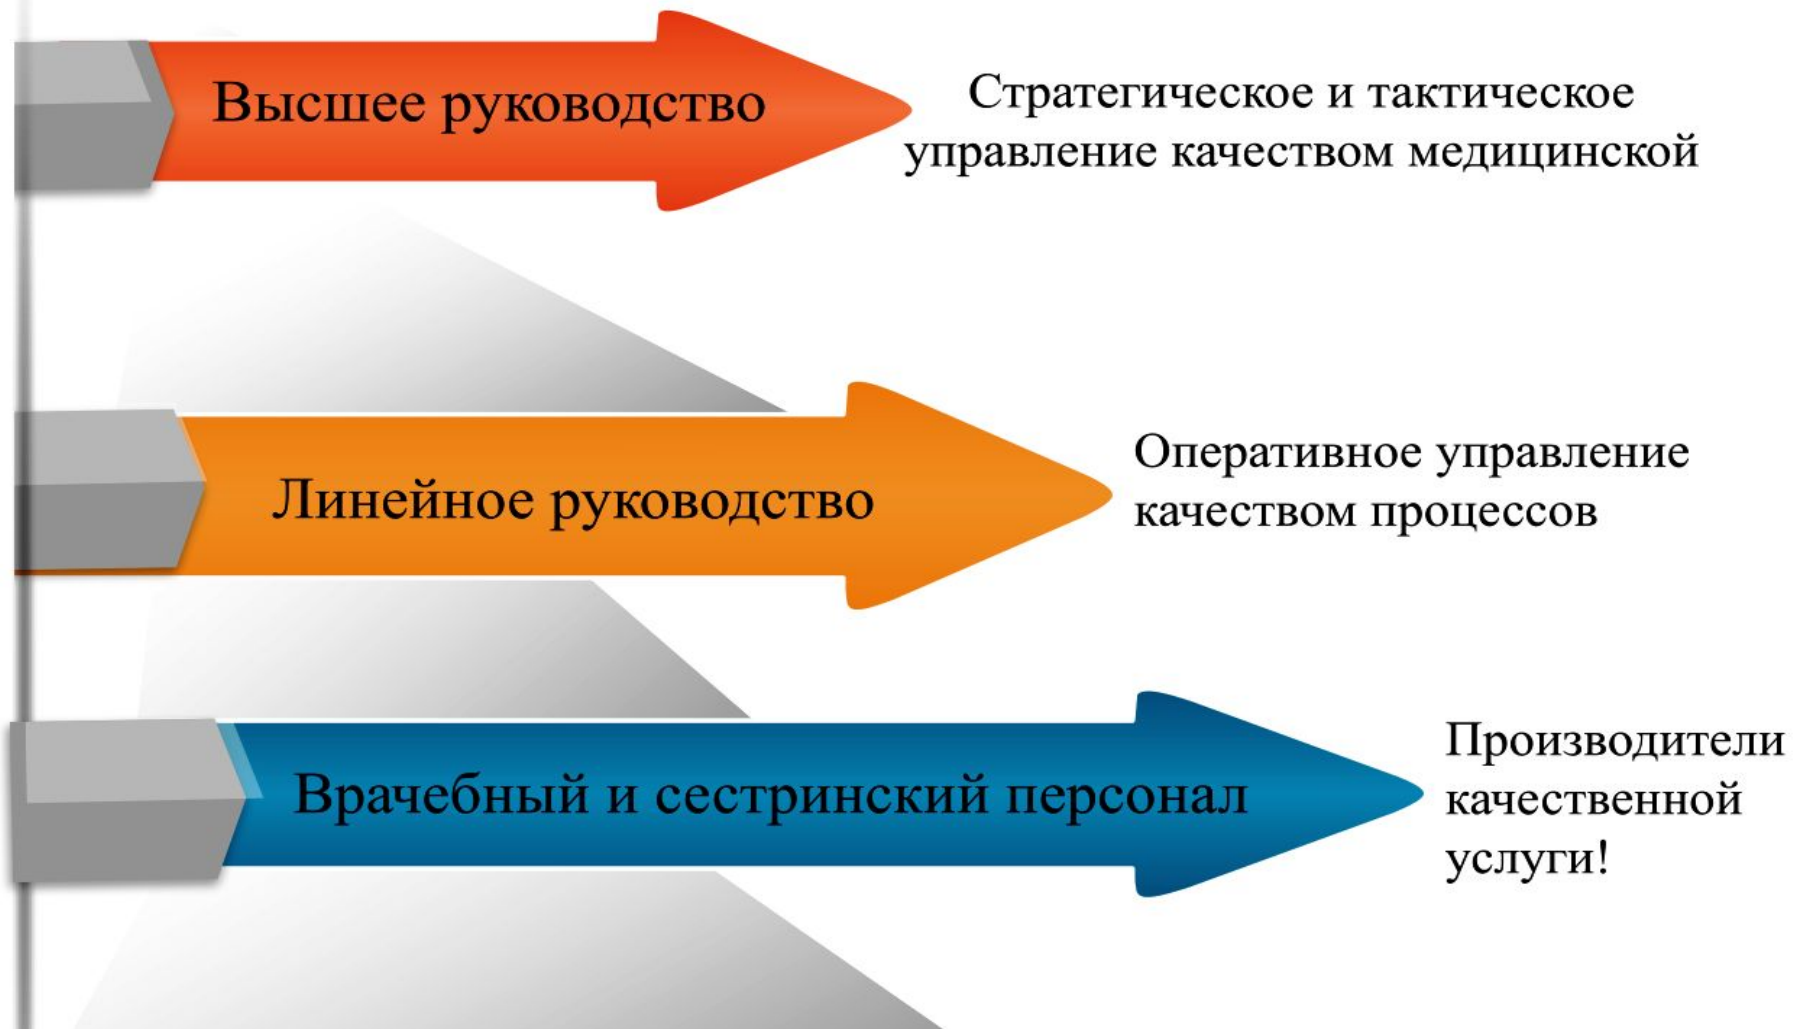 Высшее руководство
Стратегическое и тактическое
управление качеством медицинской
Линейное руководство
Оперативное управление
качеством процессов
Врачебный и сестринский персонал
Производители
качественной
услуги!